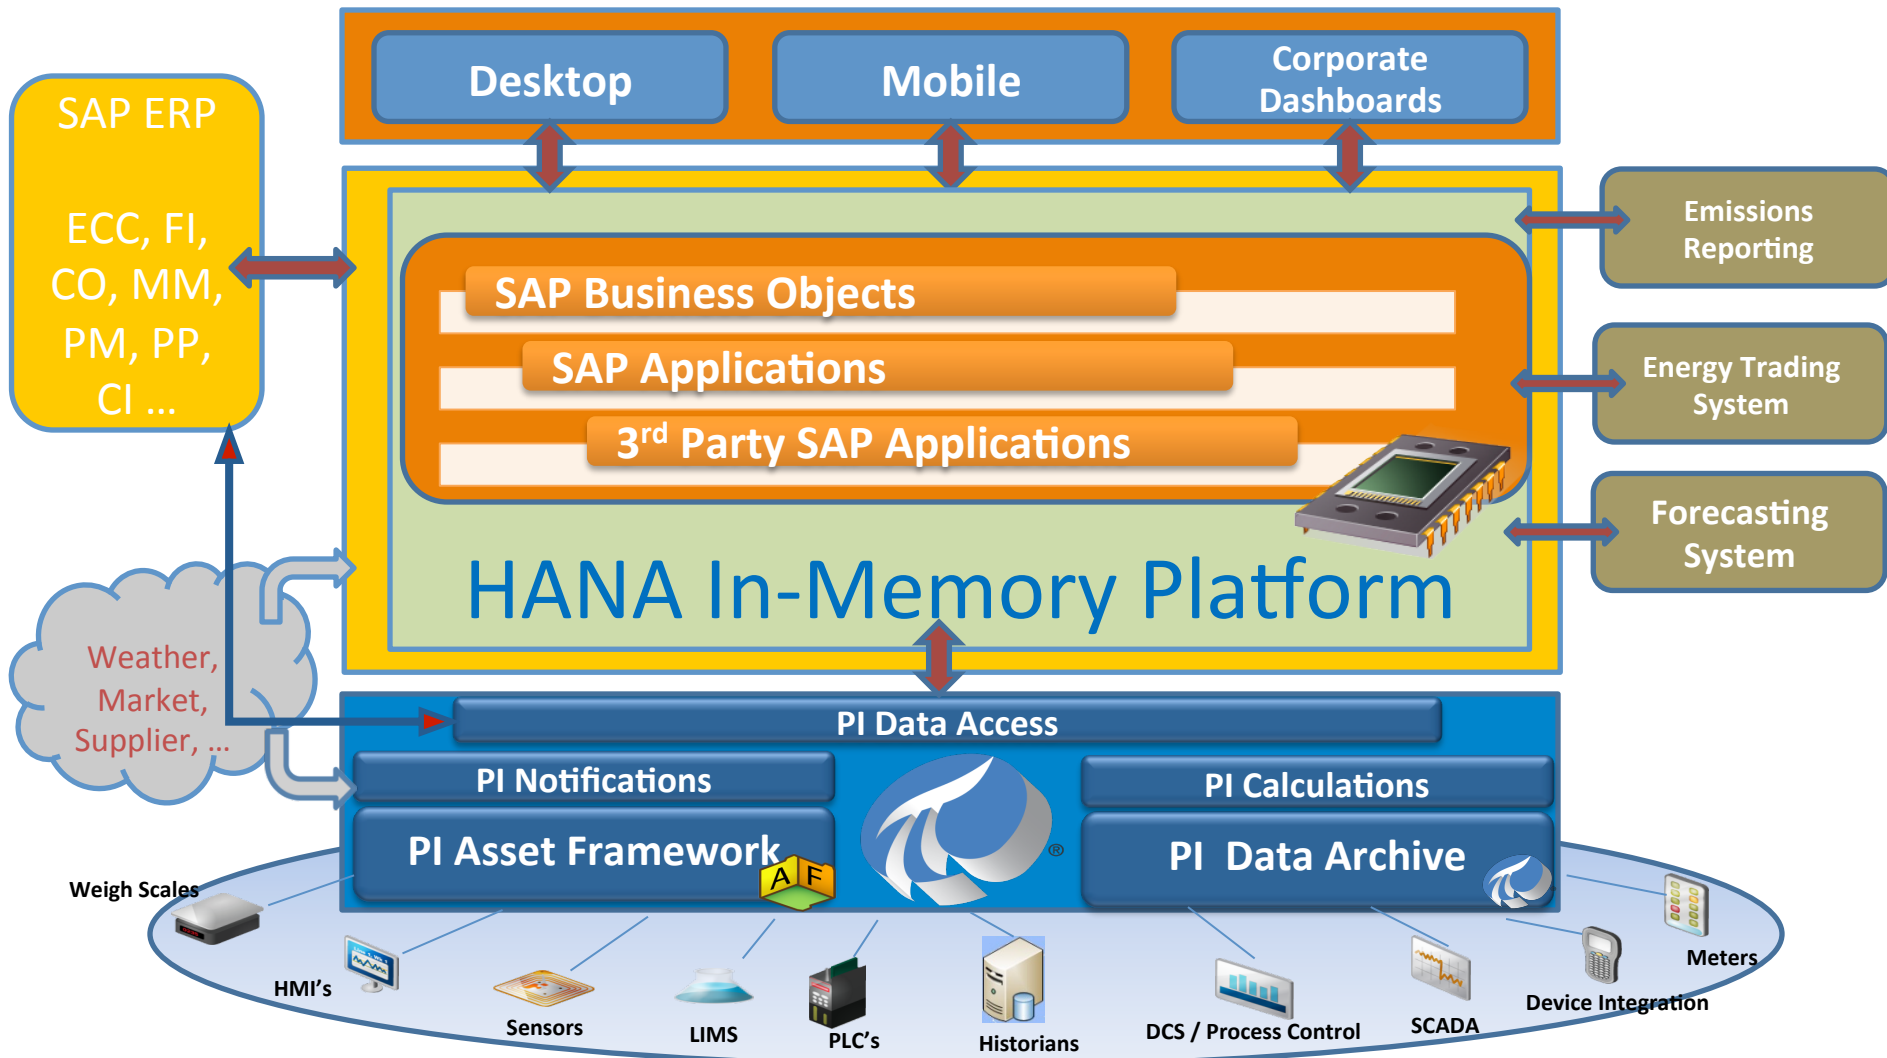 Desktop
Mobile
Corporate
Dashboards
SAP ERP
ECC, FI,
CO, MM,
PM, PP,
CI ...
Emissions
Reporting
SAP Business Objects
SAP Applications
3rd Party SAP Applications
Energy Trading
System
Forecasting
System
HANA In-Memory Platform
Weather,
Market,
Supplier, ...
PI Data Access
PI Notifications
PI Calculations
PI Asset Framework
PI Data Archive
®
A F
Weigh Scales
HMI's
Sensors
LIMS
PLC's
Historians
DCS / Process Control
SCADA
Device Integration
Meters